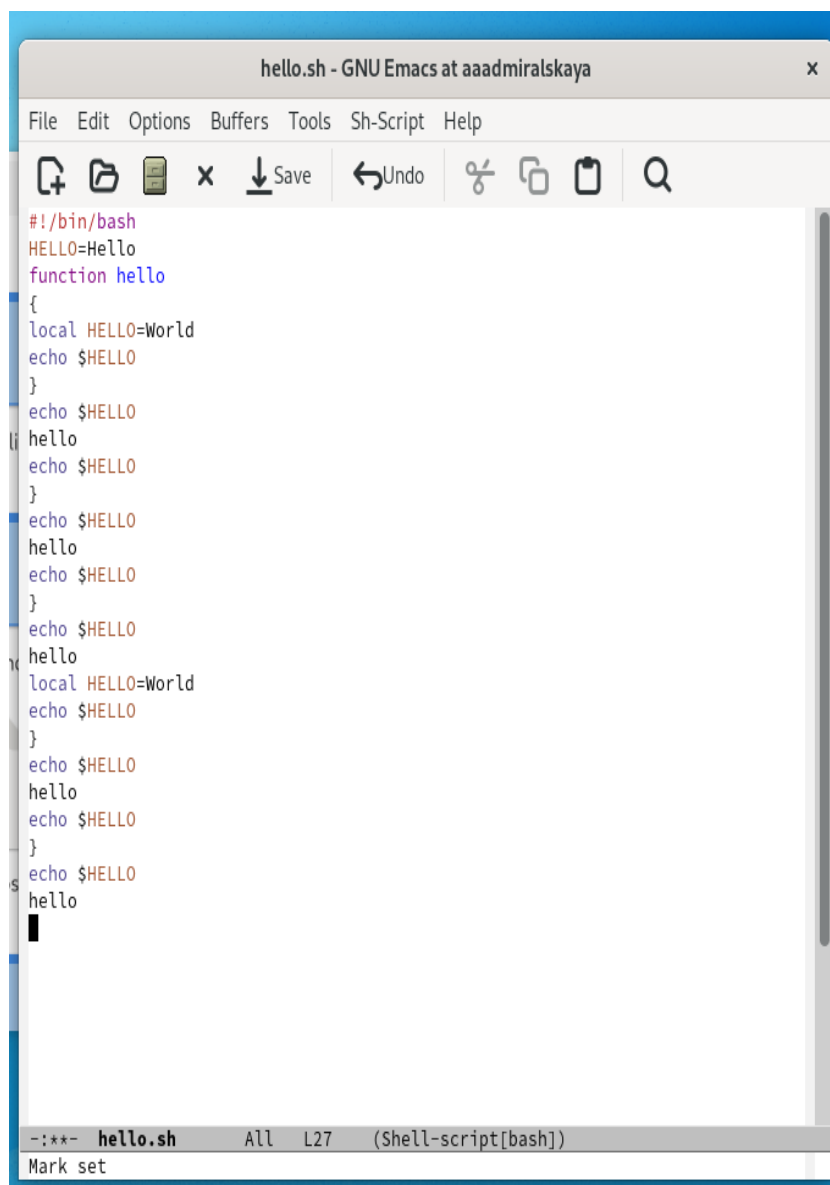 hello.sh - GNU Emacs at aaadmiralskaya x
File Edit Options Buffers Tools Sh-Script Help
Save Undo
#!/bin/bash
HELLO=Hello
function hello
{
local HELLO=World
echo $HELLO
}
echo $HELLO
hello
echo $HELLO
}
echo $HELLO
hello
echo $HELLO
}
echo $HELLO
hello
local HELLO=World
echo $HELLO
}
echo $HELLO
hello
echo $HELLO
}
echo $HELLO
hello
-:**- hello.sh All L27 (Shell-script[bash])
Mark set